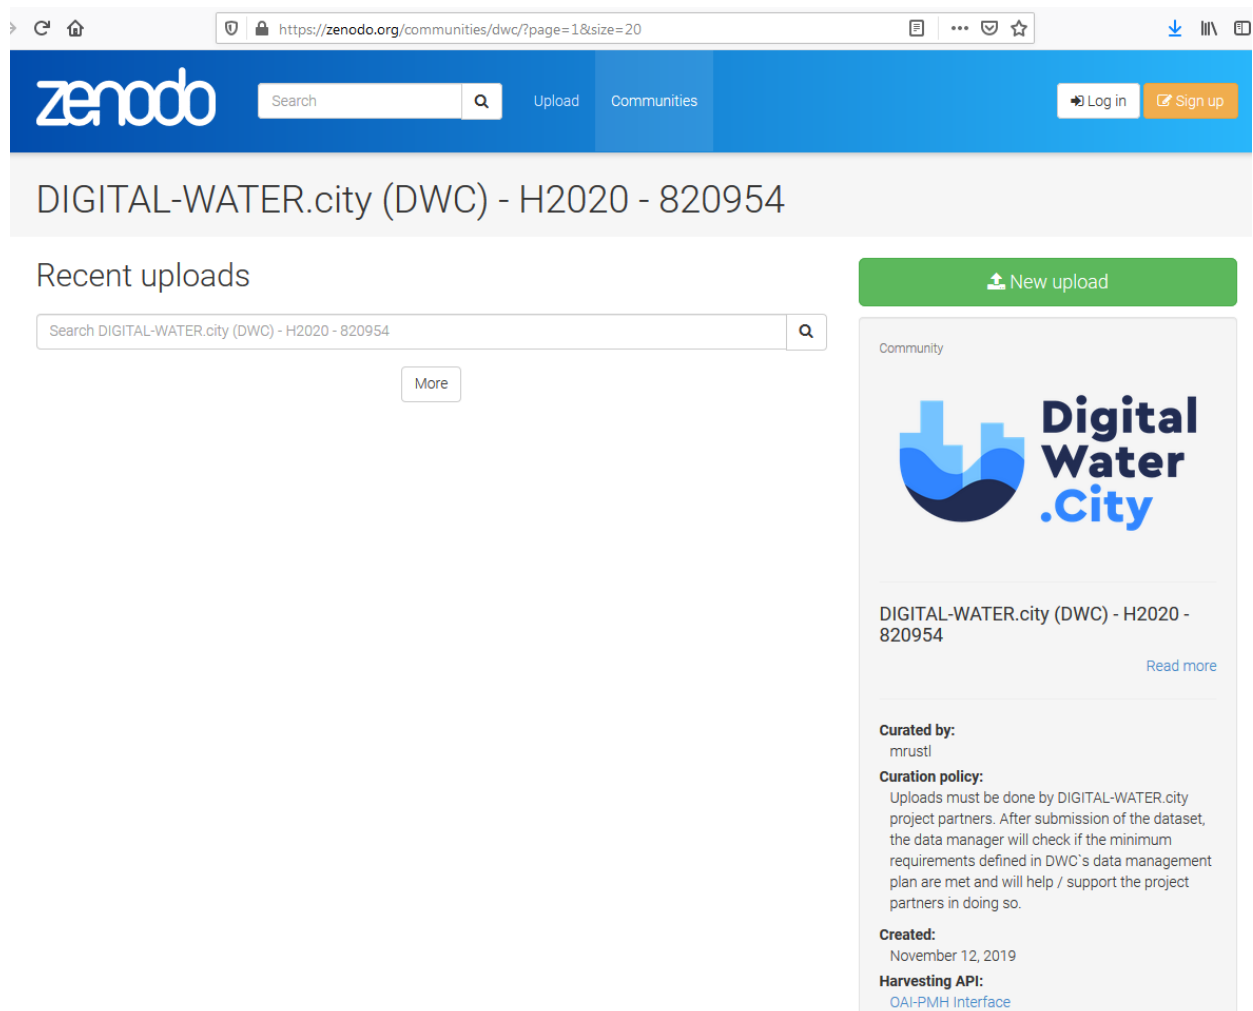 https://zenodo.org/communities/dwc/?page=1&size=20
zenodo
Search
Upload
Communities
Log in
Sign up
DIGITAL-WATER.city (DWC) - H2020 - 820954
Recent uploads
Search DIGITAL-WATER.city (DWC) - H2020 - 820954
More
New upload
Community
Digital
Water
.City
DIGITAL-WATER.city (DWC) - H2020 -
820954
Read more
Curated by:
mrustl
Curation policy:
Uploads must be done by DIGITAL-WATER.city
project partners. After submission of the dataset,
the data manager will check if the minimum
requirements defined in DWC`s data management
plan are met and will help / support the project
partners in doing so.
Created:
November 12, 2019
Harvesting API:
OAI-PMH Interface